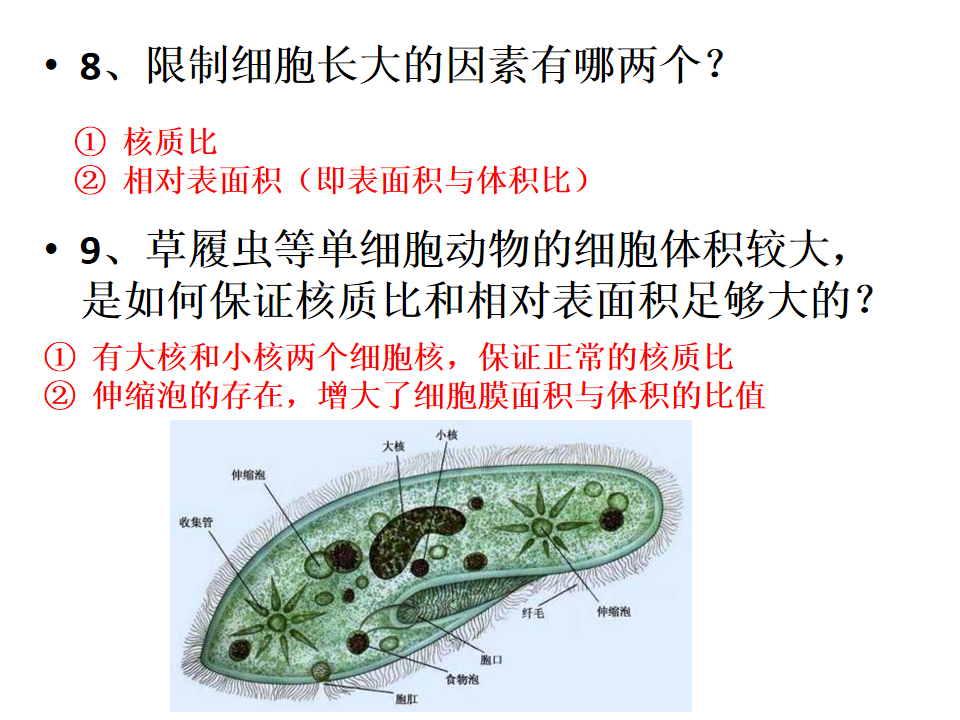 • 8、限制细胞长大的因素有哪两个？
① 核质比
② 相对表面积（即表面积与体积比）
• 9、草履虫等单细胞动物的细胞体积较大，
是如何保证核质比和相对表面积足够大的？
① 有大核和小核两个细胞核，保证正常的核质比
② 伸缩泡的存在，增大了细胞膜面积与体积的比值
小核
大核
伸缩泡
收集管
纤毛
伸缩泡
胞口
食物泡
胞肛